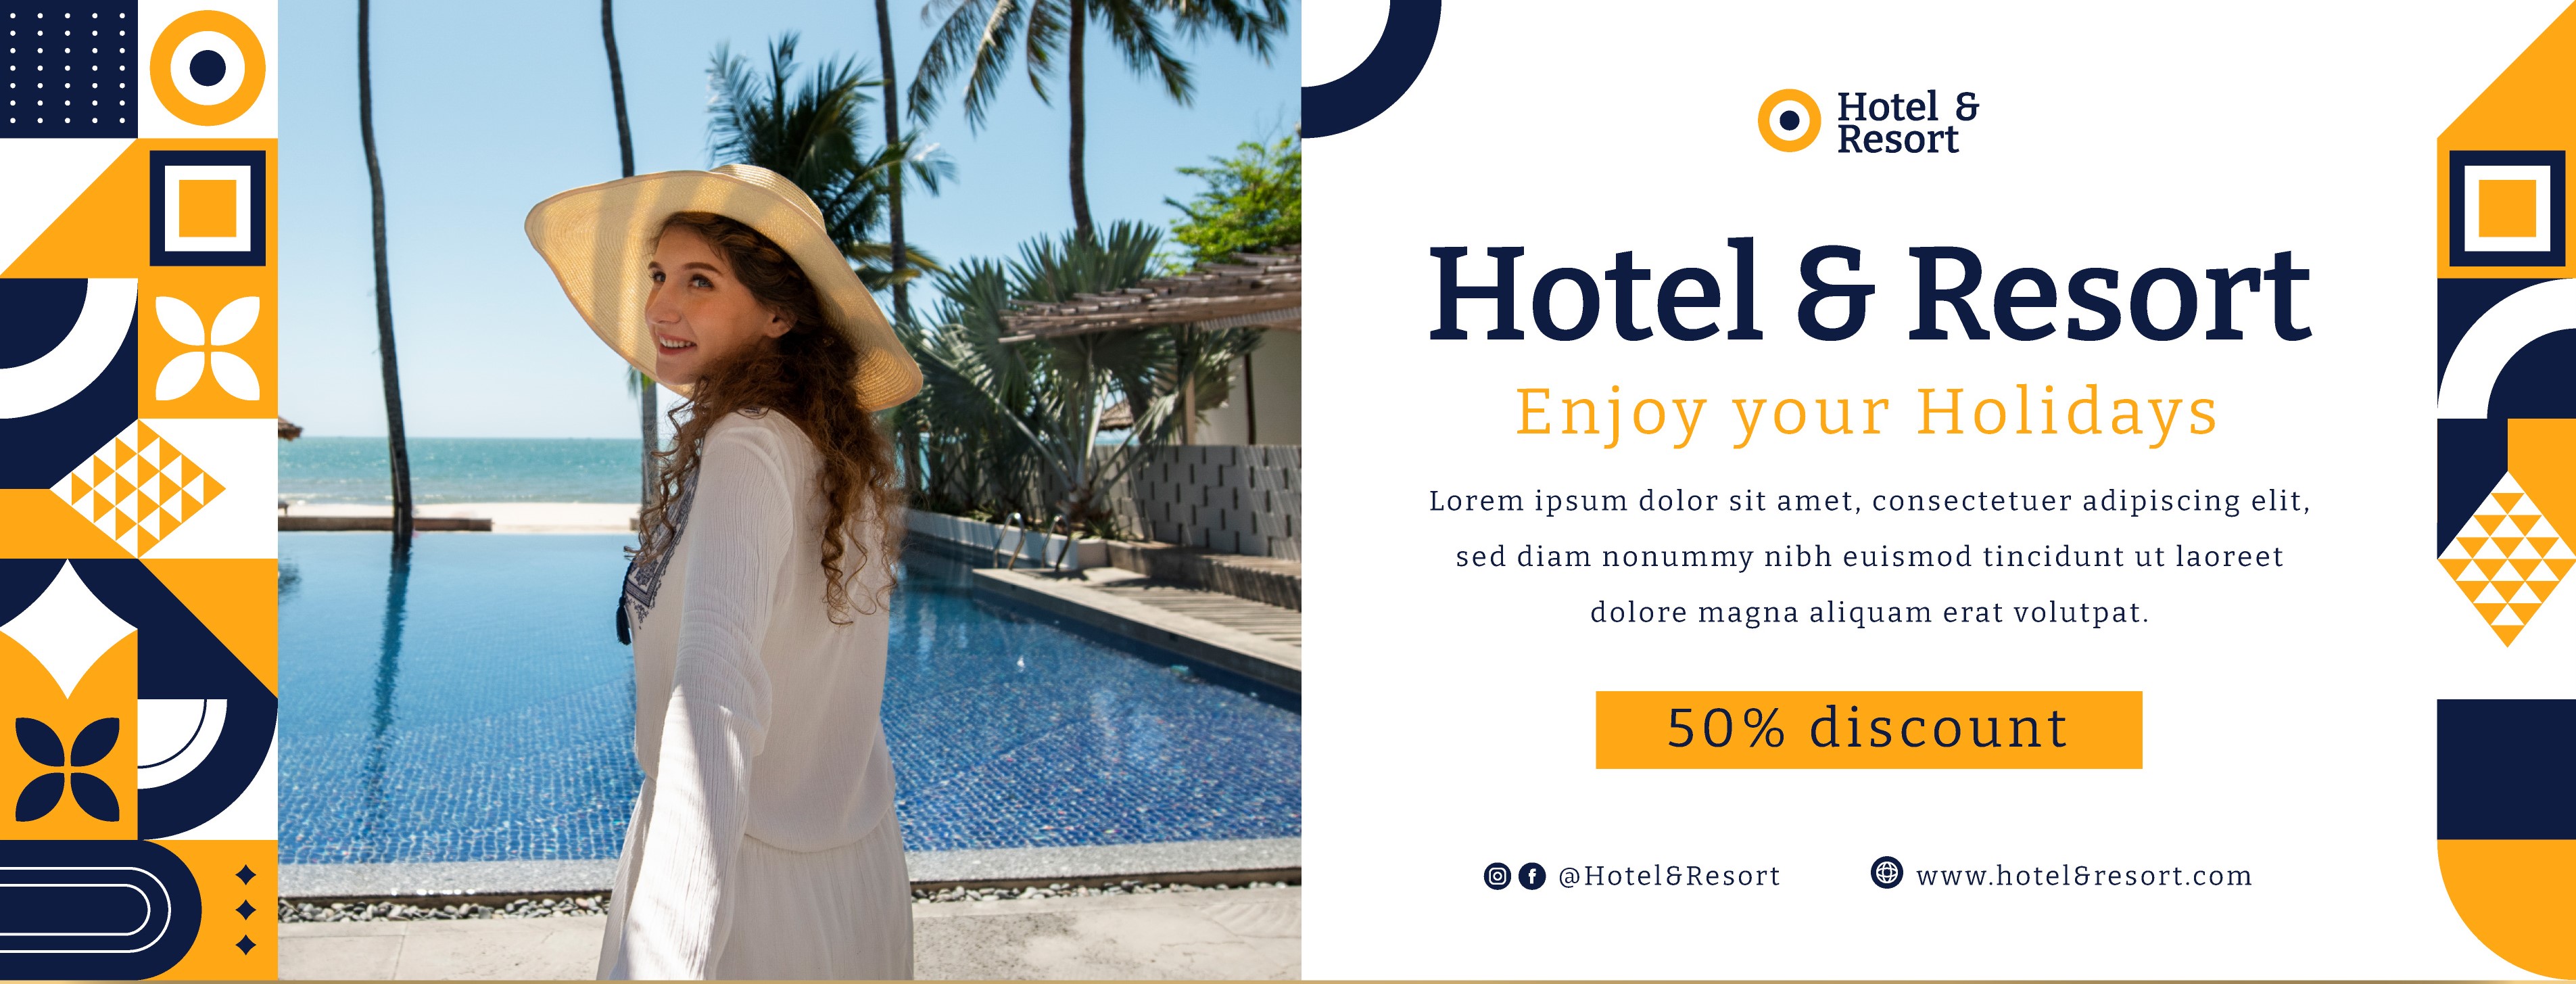 Hotel &
Resort
Hotel & Resort
Enjoy your Holidays
Lorem ipsum dolor sit amet, consectetuer adipiscing elit,
sed diam nonummy nibh euismod tincidunt ut laoreet
dolore magna aliquam erat volutpat.
50% discount
@Hotel&Resort
www.hotel&resort.com